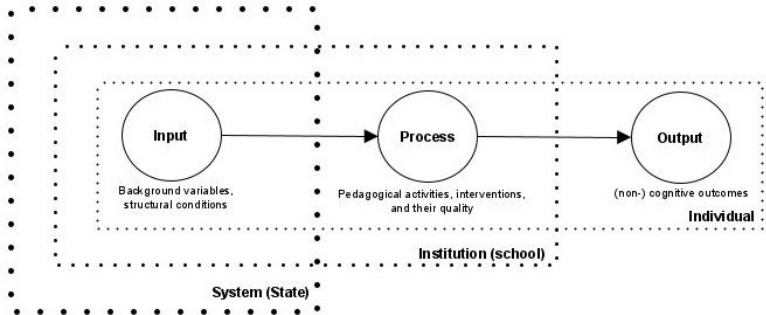 Input
Process
Output
Background variables,
structural conditions
Pedagogical activities, interventions,
and their quality
(non-) cognitive outcomes
Individual
Institution (school)
System (State)